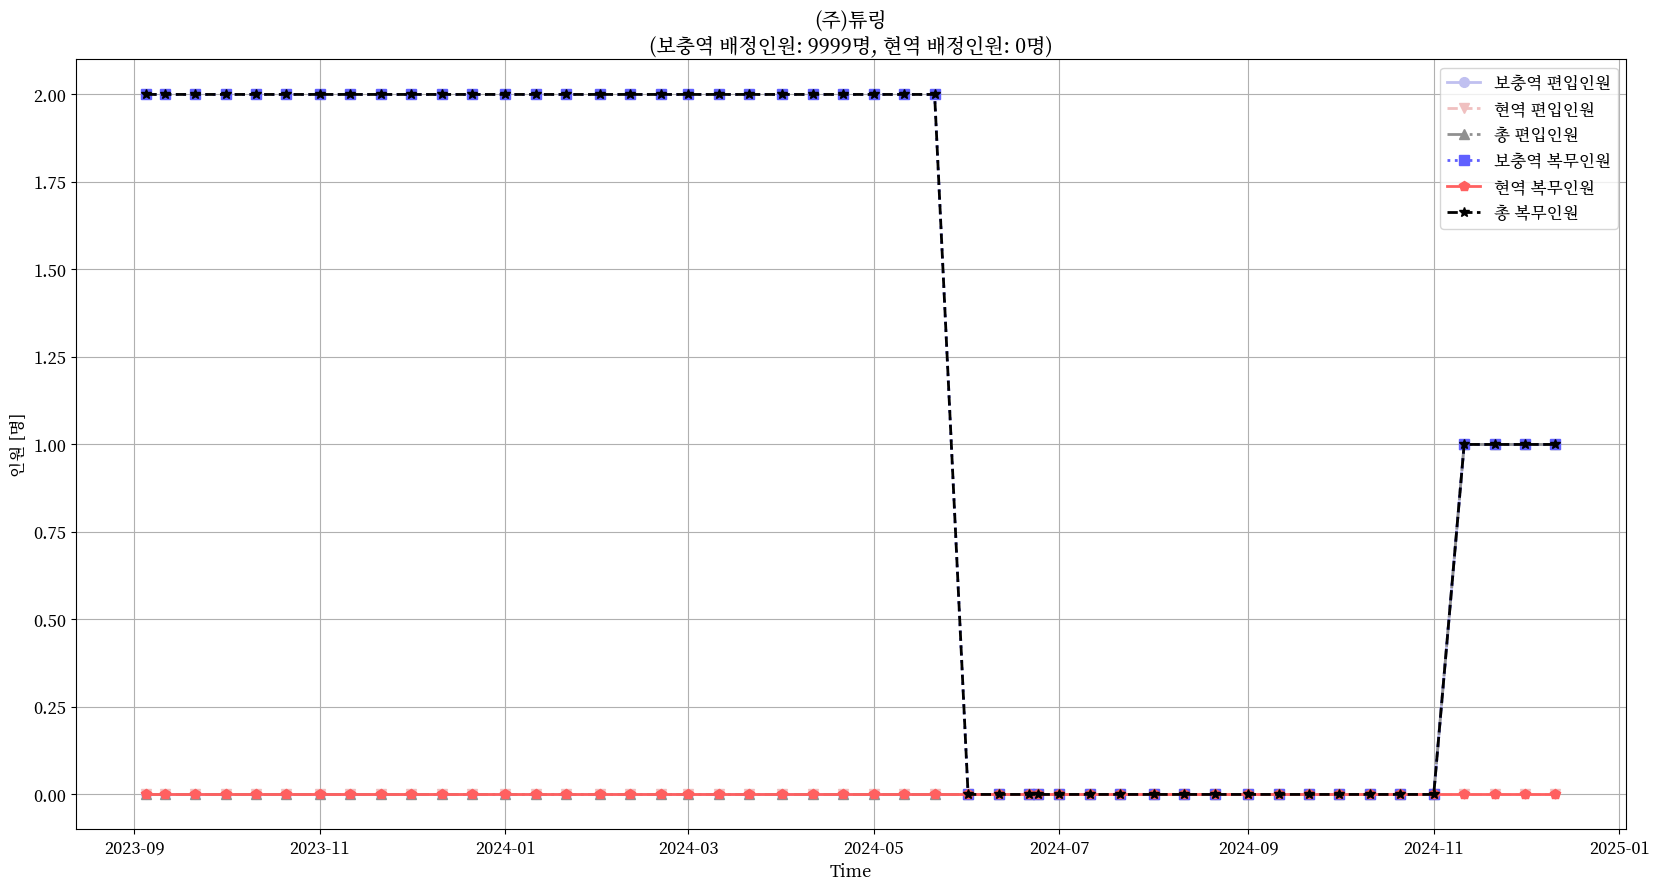 (주)튜링
(보충역 배정인원: 9999명, 현역 배정인원: 0명)
보충역 편입인원
현역 편입인원
총 편입인원
보충역 복무인원
현역 복무인원
총 복무인원
인원 [명]
2.00
1.75
1.50
1.25
1.00
0.75
0.50
0.25
0.00
2023-09
2023-11
2024-01
2024-03
2024-05
2024-07
2024-09
2024-11
2025-01
Time